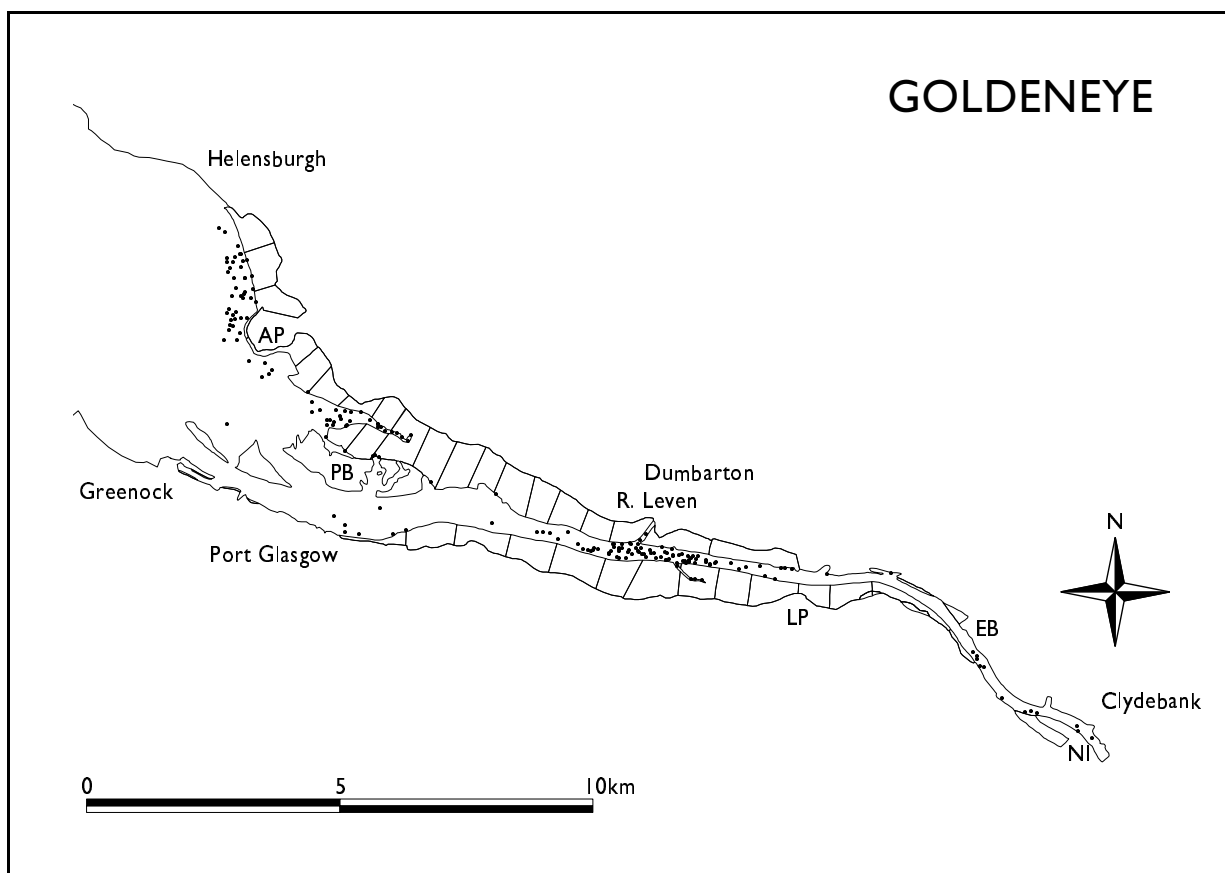 GOLDENEYE
Helensburgh
AP
PB
Greenock
Dumbarton
R. Leven
Port Glasgow
N
LP
EB
Clydebank
NI
0 5 10km